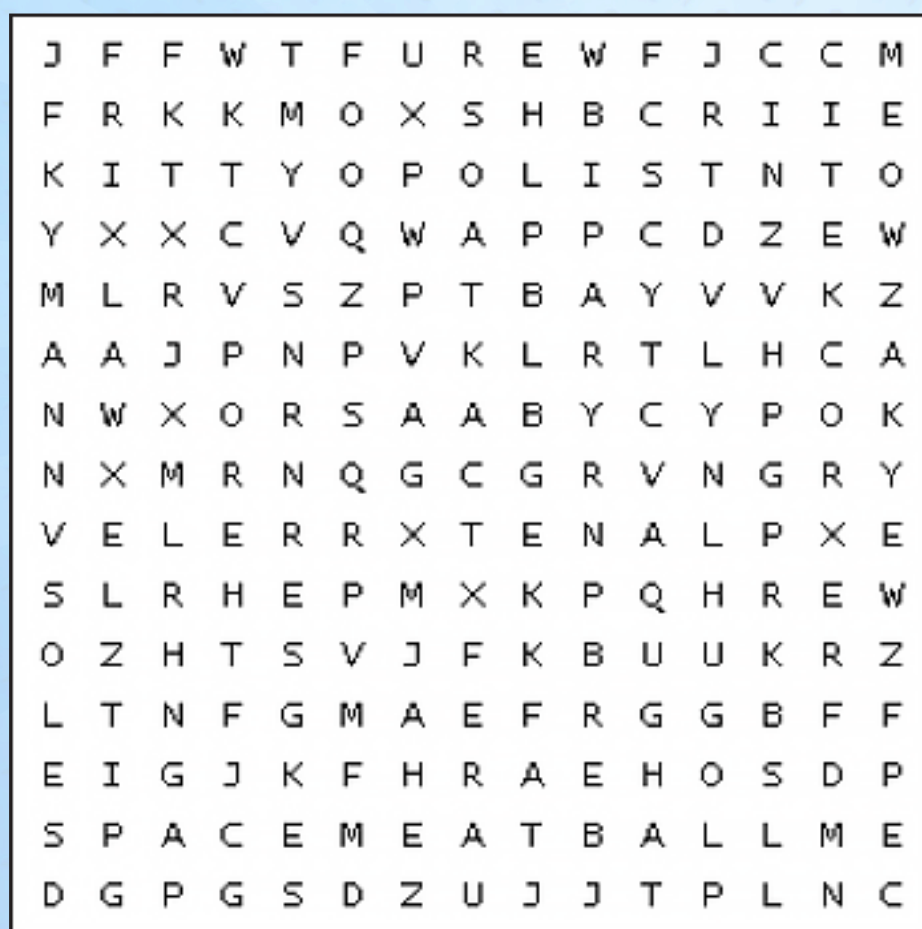 J F F W T F U R E W F J C C M
F R K K M O X S H B C R I I E
K I T T Y O P O L I S T N T O
Y X X C V Q W A P P C D Z E W
M L R V S Z P T B A Y V V K Z
A A J P N P V K L R T L H C A
N W X O R S A A B Y C Y P O K
N X M R N Q G C G R V N G R Y
V E L E R R X T E N A L P X E
S L R H E P M X K P Q H R E W
O Z H T S V J F K B U U K R Z
L T N F G M A E F R G G B F F
E I G J K F H R A E H O S D P
S P A C E M E A T B A L L M E
D G P G S D Z U J J T P L N C